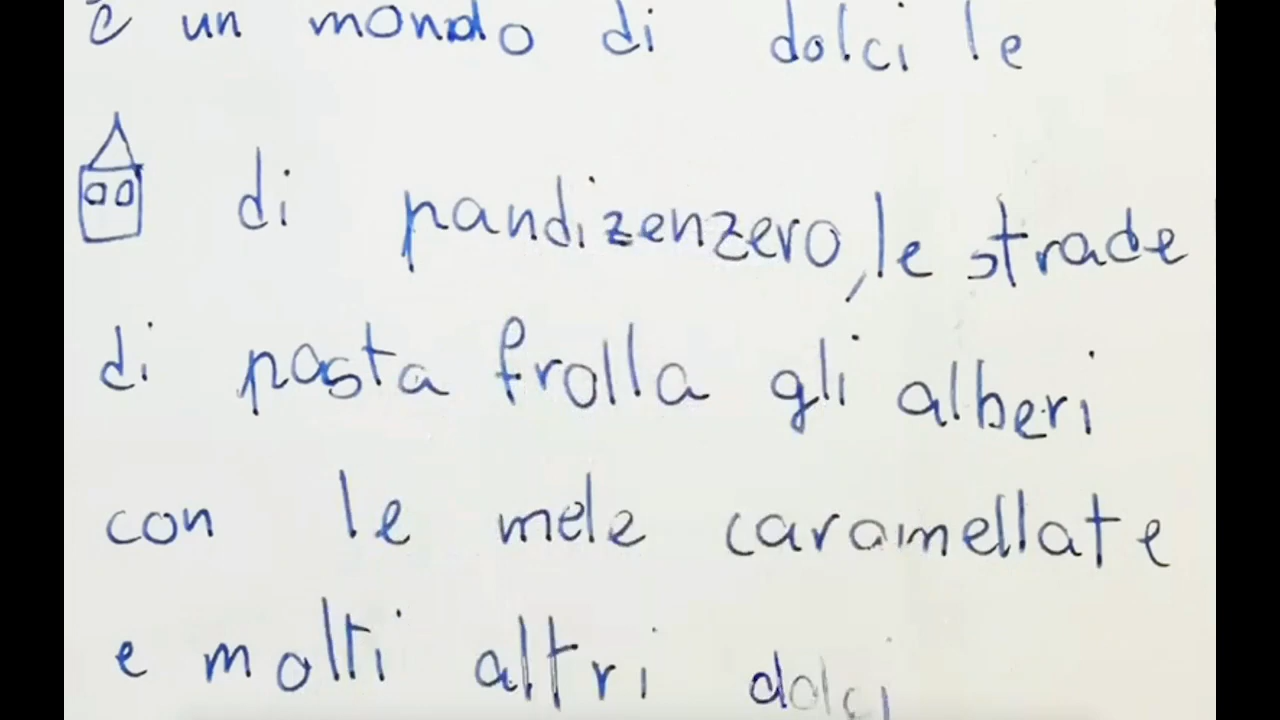 è un mondo di dolci le
di pandizenzero, le strade
di pasta frolla gli alberi
con le mele caramellate
e molti altri dolci